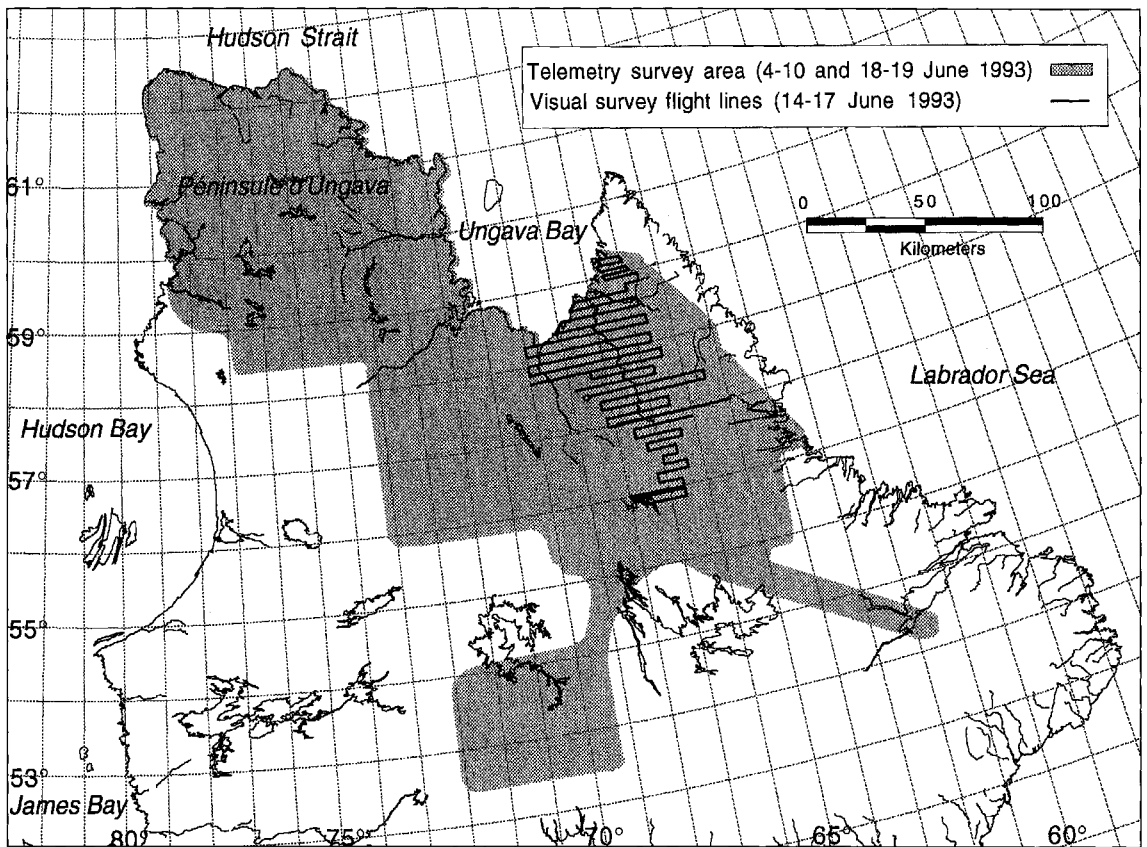 Hudson Strait
Telemetry survey area (4-10 and 18-19 June 1993)
Visual survey flight lines (14-17 June 1993)
61°
Péninsule d'Ungava
0 50 100
Kilometers
Ungava Bay
59°
Labrador Sea
Hudson Bay
57°
55°
53°
James Bay
80° 75° 70° 65° 60°